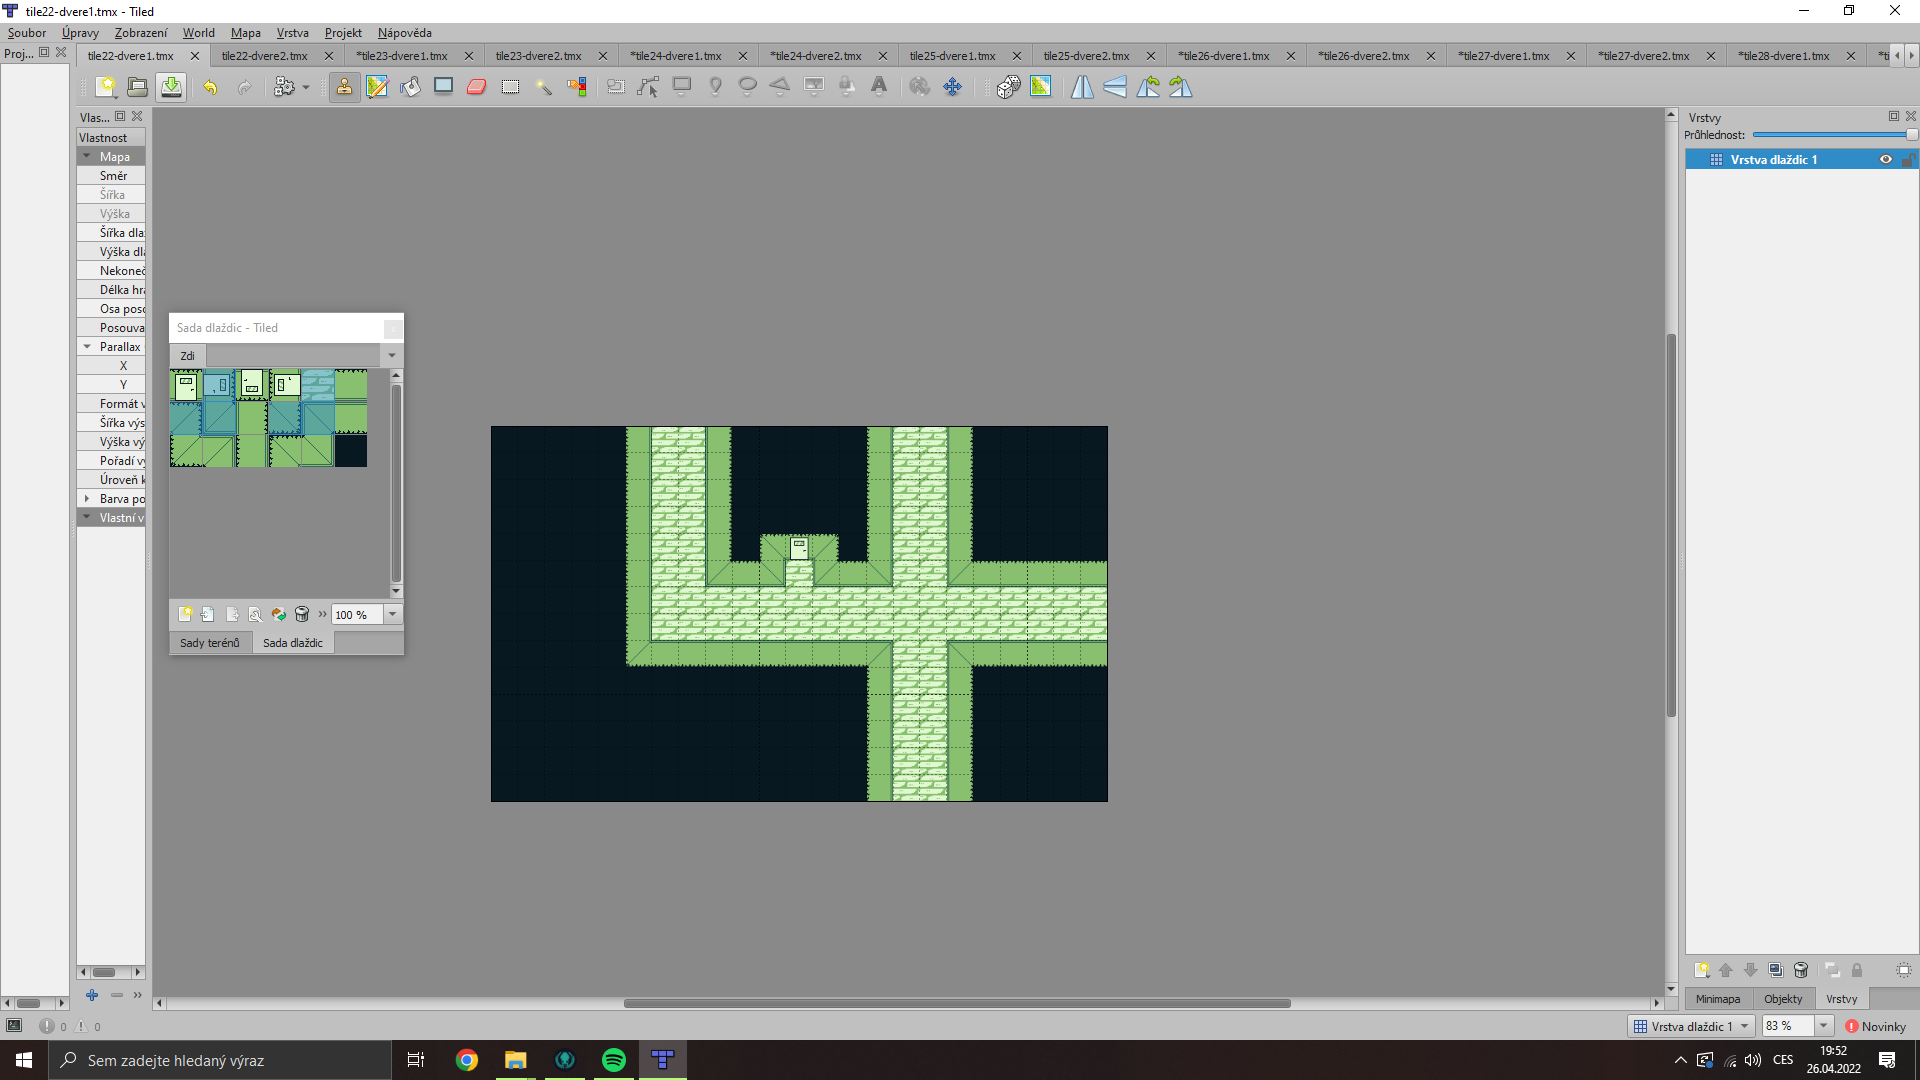 tile22-dvere1.tmx - Tiled
Soubor Úpravy Zobrazení World Mapa Vrstva Projekt Nápověda
Proj... tile22-dvere1.tmx tile22-dvere2.tmx *tile23-dvere1.tmx tile23-dvere2.tmx *tile24-dvere1.tmx *tile24-dvere2.tmx tile25-dvere1.tmx tile25-dvere2.tmx *tile26-dvere1.tmx *tile26-dvere2.tmx *tile27-dvere1.tmx *tile27-dvere2.tmx *tile28-dvere1.tmx
Vlas...
Vlastnost
Mapa
Směr
Šířka
Výška
Šířka dla
Výška dl
Nekoneč
Délka hr
Osa poso
Posouva
Parallax
X
Y
Formát v
Šířka výs
Výška vý
Pořadí vy
Úroveň k
Barva po
Vlastní v
Sada dlaždic - Tiled
Zdi
100 %
Sady terénů Sada dlaždic
Vrstvy
Průhlednost:
Vrstva dlaždic 1
Minimapa Objekty Vrstvy
0 0
Vrstva dlaždic 1 83 % Novinky
Sem zadejte hledaný výraz
CES
19:52
26.04.2022